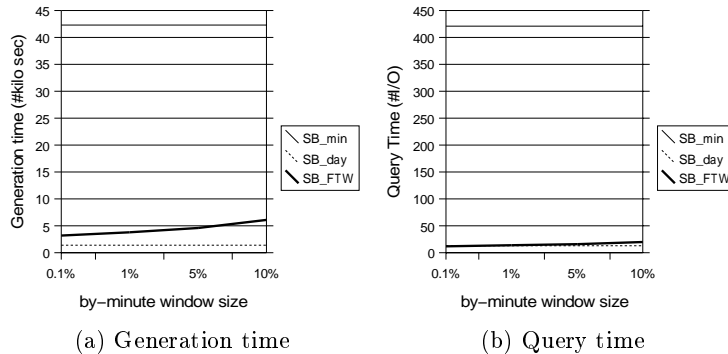 Generation time (#kilo sec)
45
40
35
30
25
20
15
10
5
0
0.1%
1%
5%
10%
by-minute window size
SB_min
SB_day
SB_FTW
(a) Generation time
Query Time (#I/O)
450
400
350
300
250
200
150
100
50
0
0.1%
1%
5%
10%
by-minute window size
SB_min
SB_day
SB_FTW
(b) Query time